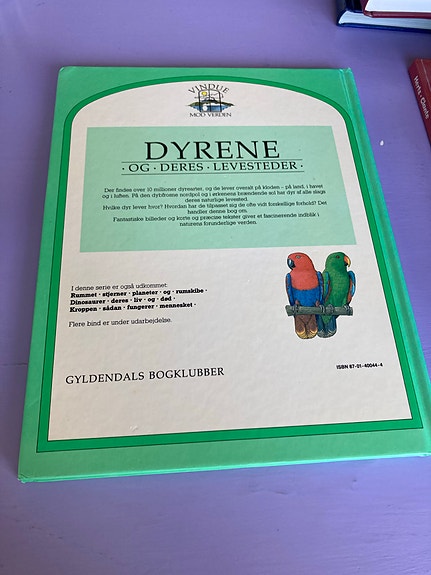 VINDUE
MOD VERDEN
DYRENE
· OG · DERES · LEVESTEDER ·
Der findes over 10 millioner dyrearter, og de lever overalt på kloden – på land, i havet
og i luften. På den dybfrosne nordpol og i ørkenens brændende sol har dyr af alle slags
deres naturlige levested.
Hvilke dyr lever hvor? Hvordan har de tilpasset sig de ofte vidt forskellige forhold? Det
handler denne bog om.
Fantastiske billeder og korte og præcise tekster giver et fascinerende indblik i
naturens forunderlige verden.
I denne serie er også udkommet:
Rummet · stjerner · planeter · og · rumskibe ·
Dinosaurer · deres · liv · og · død ·
Kroppen · sådan · fungerer · mennesket ·
Flere bind er under udarbejdelse.
GYLDENDALS BOGKLUBBER
ISBN 87-01-40044-4